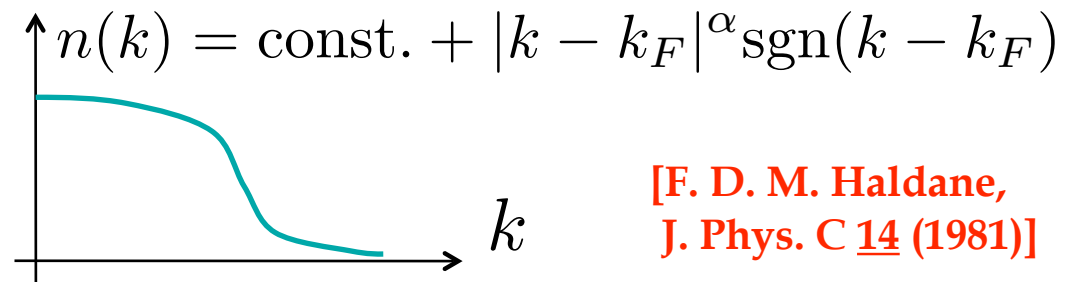 n(k) = const. + |k − k_F|^α sgn(k − k_F)
k
[F. D. M. Haldane,
J. Phys. C 14 (1981)]